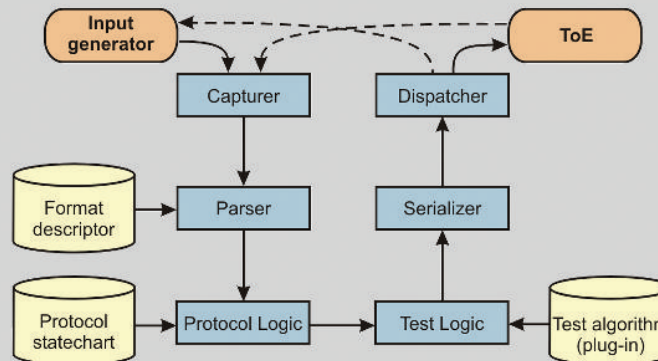 Input
generator
ToE
Capturer
Dispatcher
Format
descriptor
Parser
Serializer
Protocol
statechart
Protocol Logic
Test Logic
Test algorithm
(plug-in)